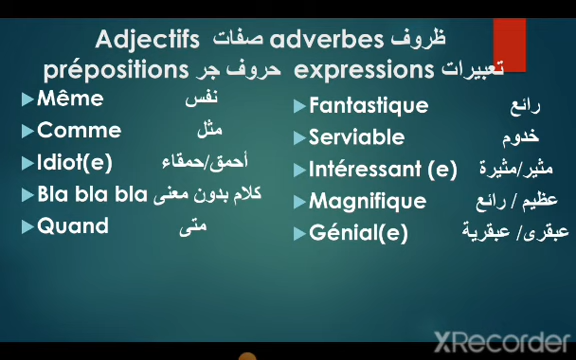 Adjectifs صفات adverbes ظروف
prépositions حروف جر expressions تعبيرات
Même نفس
Comme مثل
Idiot(e) أحمق/حمقاء
Bla bla bla كلام بدون معنى
Quand متى
Fantastique رائع
Serviable خدوم
Intéressant (e) مثير/مثيرة
Magnifique عظيم / رائع
Génial(e) عبقرى/ عبقرية
XRecorder